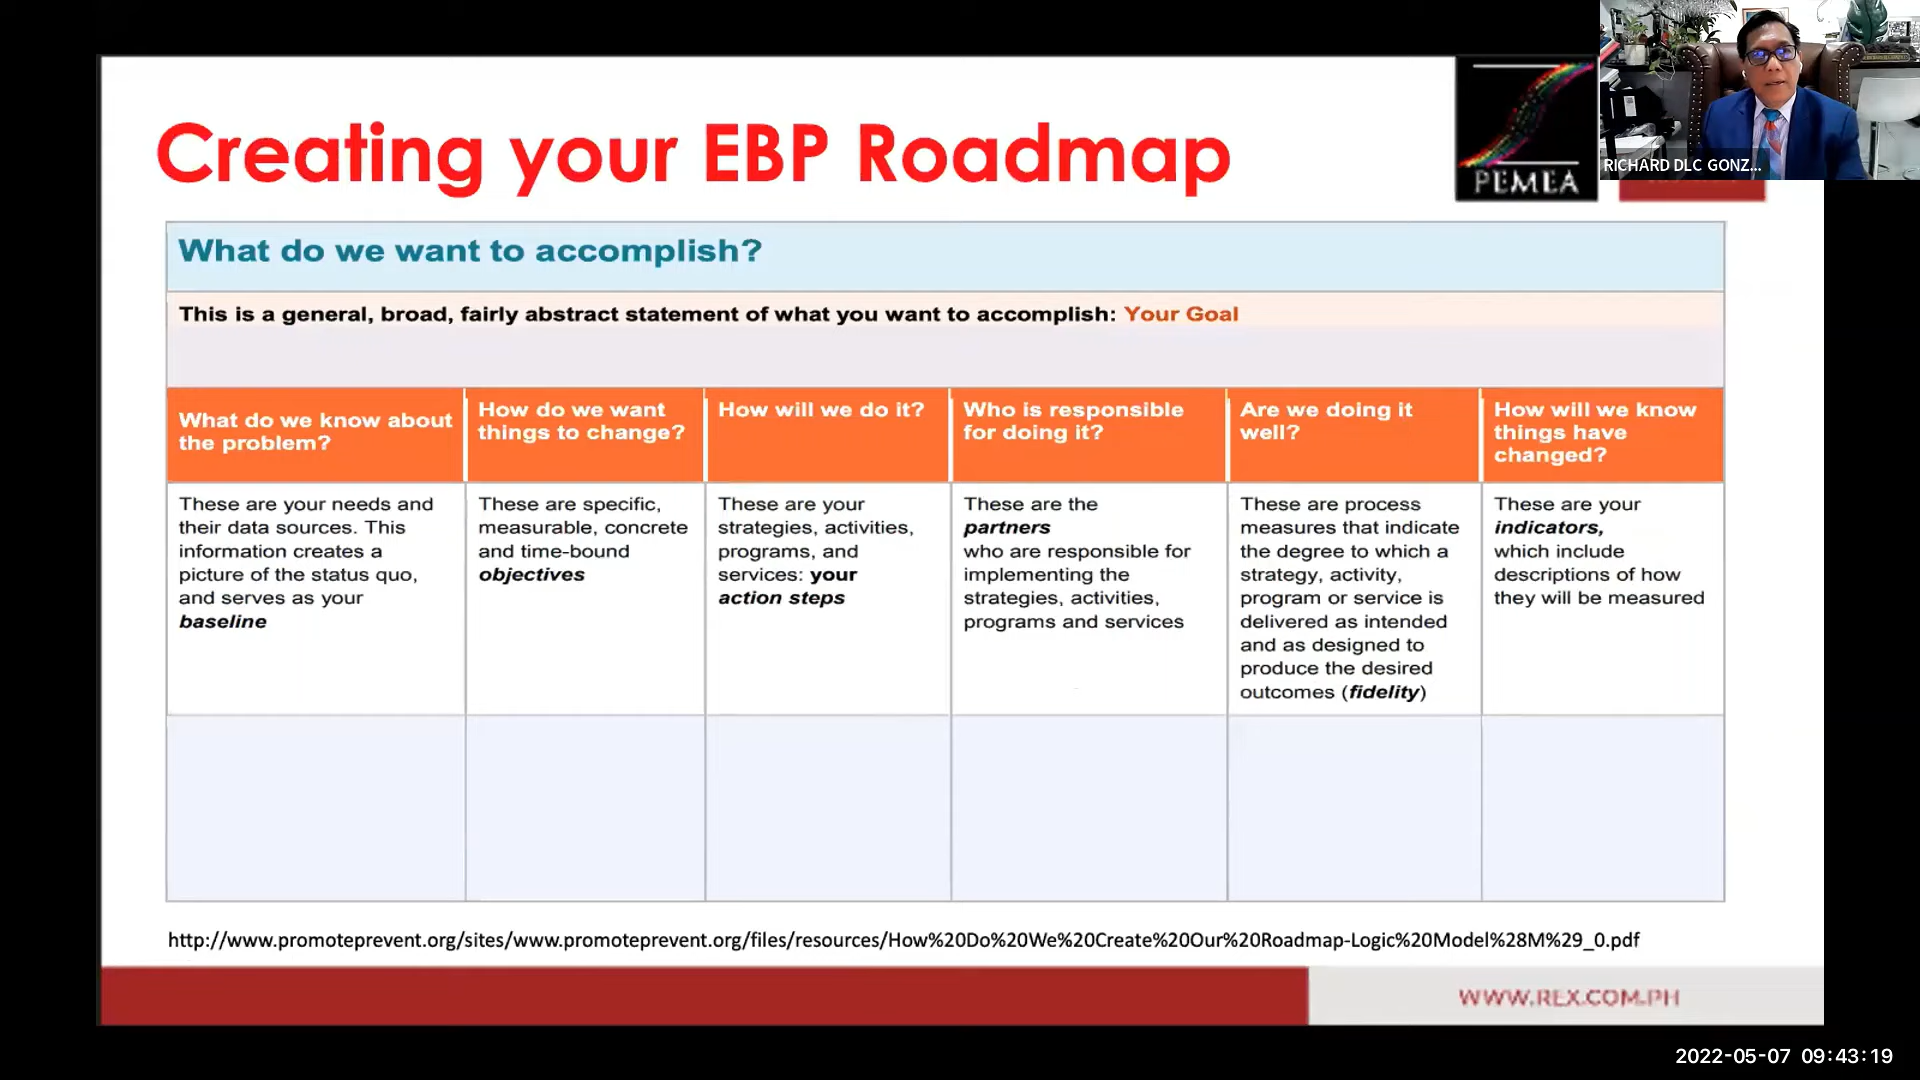 Creating your EBP Roadmap
PEMEA
RICHARD DLC GONZ...
What do we want to accomplish?
This is a general, broad, fairly abstract statement of what you want to accomplish: Your Goal
What do we know about
the problem?
How do we want
things to change?
How will we do it?
Who is responsible
for doing it?
Are we doing it
well?
How will we know
things have
changed?
These are your needs and
their data sources. This
information creates a
picture of the status quo,
and serves as your
baseline
These are specific,
measurable, concrete
and time-bound
objectives
These are your
strategies, activities,
programs, and
services: your
action steps
These are the
partners
who are responsible for
implementing the
strategies, activities,
programs and services
These are process
measures that indicate
the degree to which a
strategy, activity,
program or service is
delivered as intended
and as designed to
produce the desired
outcomes (fidelity)
These are your
indicators,
which include
descriptions of how
they will be measured
http://www.promoteprevent.org/sites/www.promoteprevent.org/files/resources/How%20Do%20We%20Create%20Our%20Roadmap-Logic%20Model%28M%29_0.pdf
WWW.REX.COM.PH
2022-05-07 09:43:19